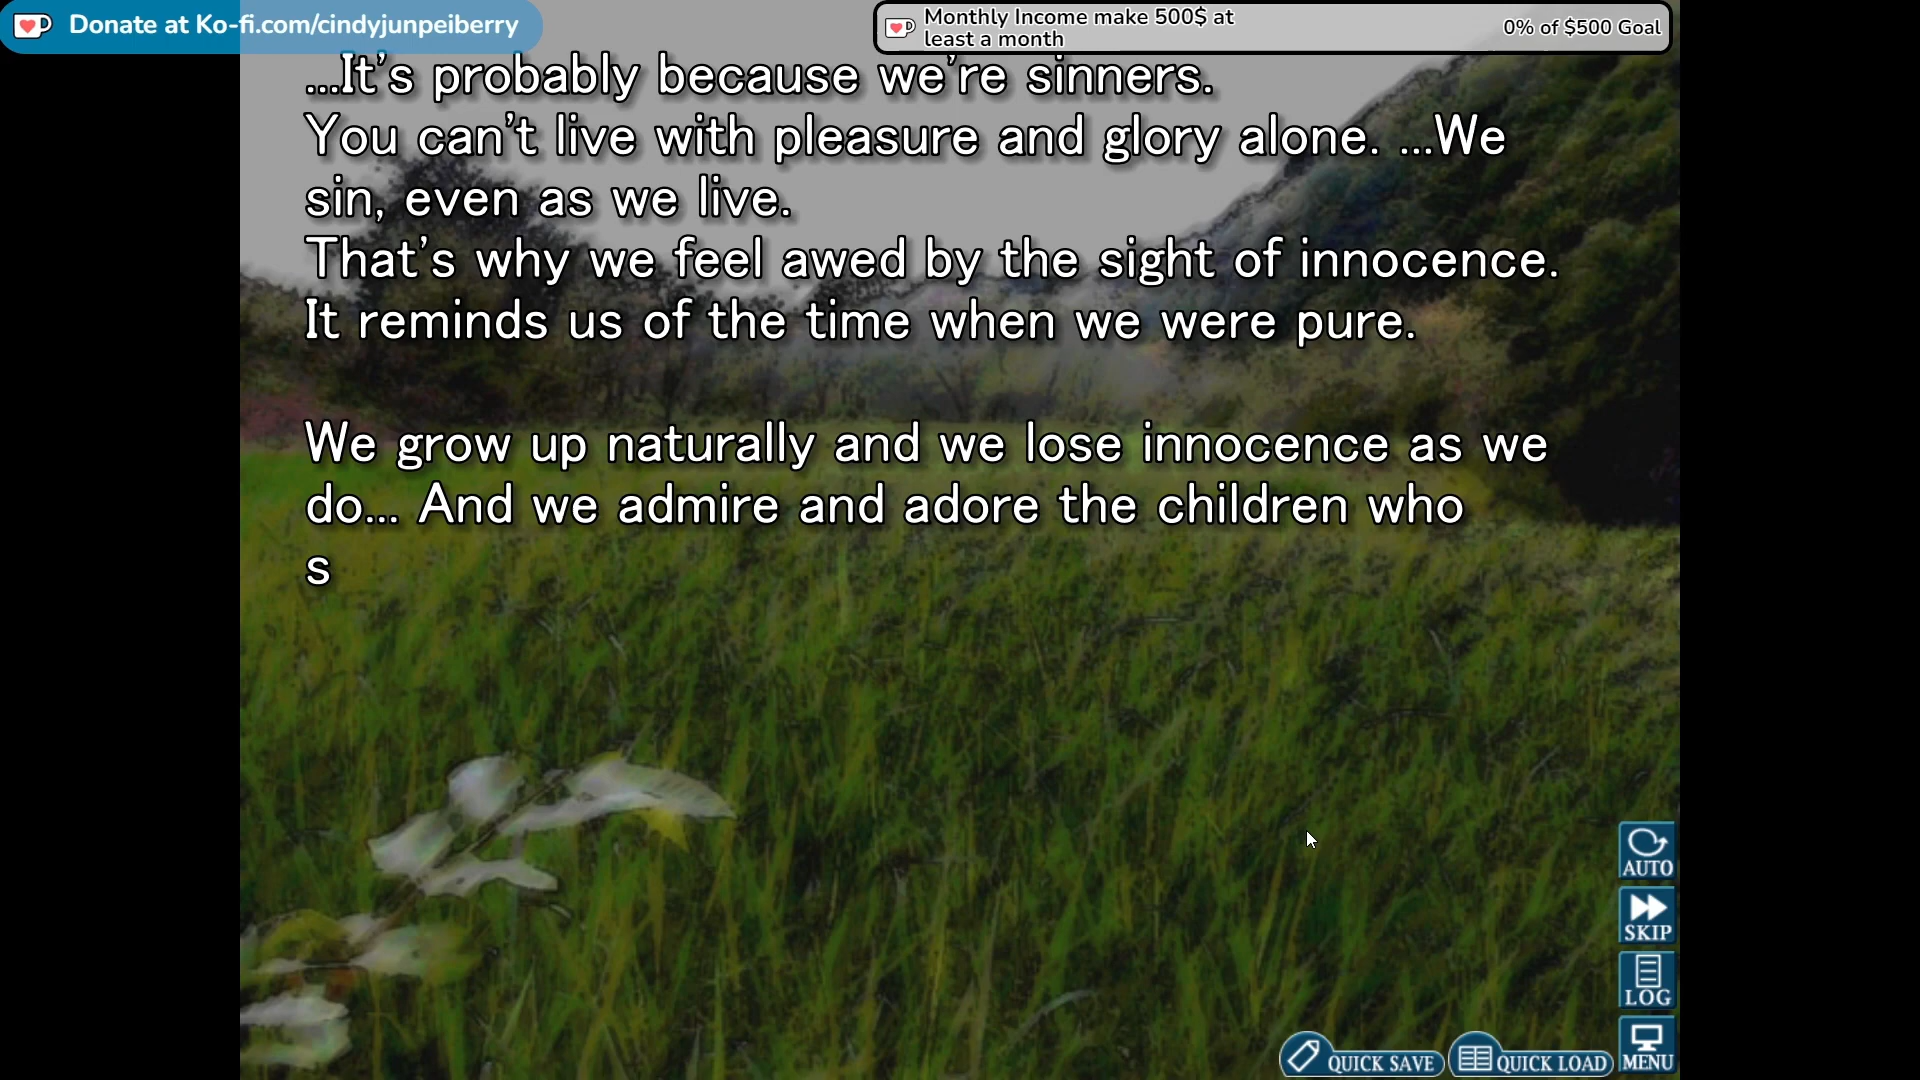 Donate at Ko-fi.com/cindyjunpeiberry
Monthly Income make 500$ at
least a month
0% of $500 Goal
...It's probably because we're sinners.
You can't live with pleasure and glory alone. ...We
sin, even as we live.
That's why we feel awed by the sight of innocence.
It reminds us of the time when we were pure.
We grow up naturally and we lose innocence as we
do... And we admire and adore the children who
s
AUTO
SKIP
LOG
MENU
QUICK SAVE
QUICK LOAD